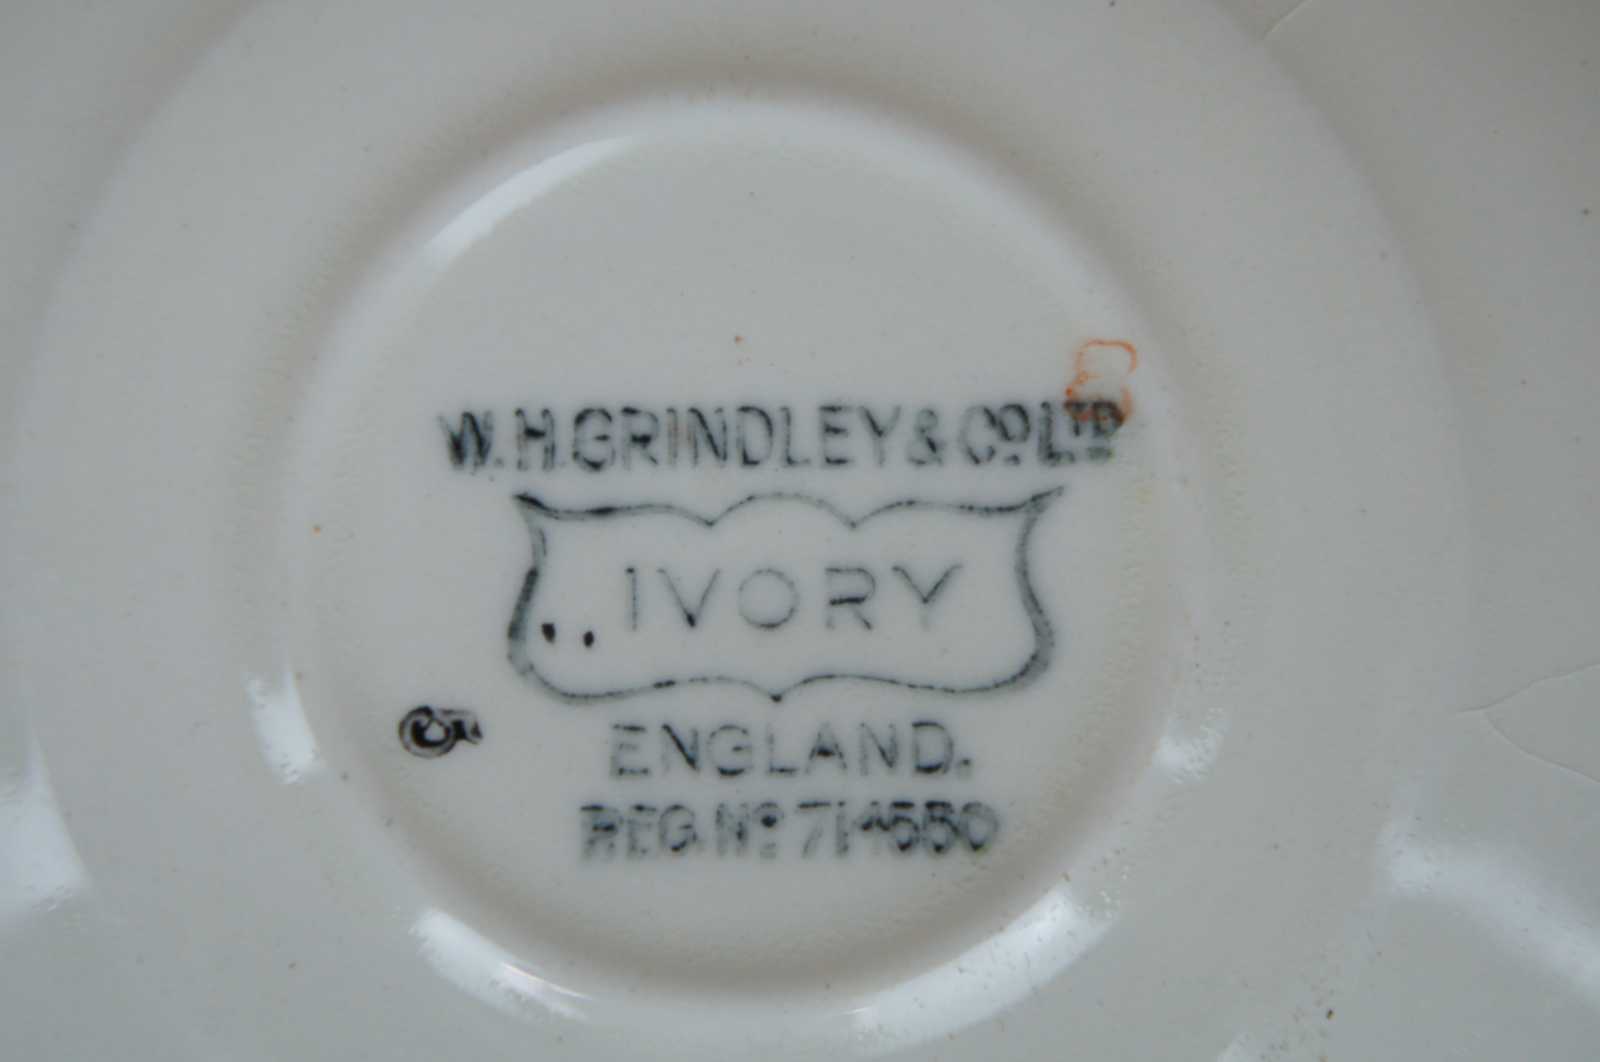 W.H.GRINDLEY & Co. LTD
IVORY
ENGLAND.
REG. No. 714550